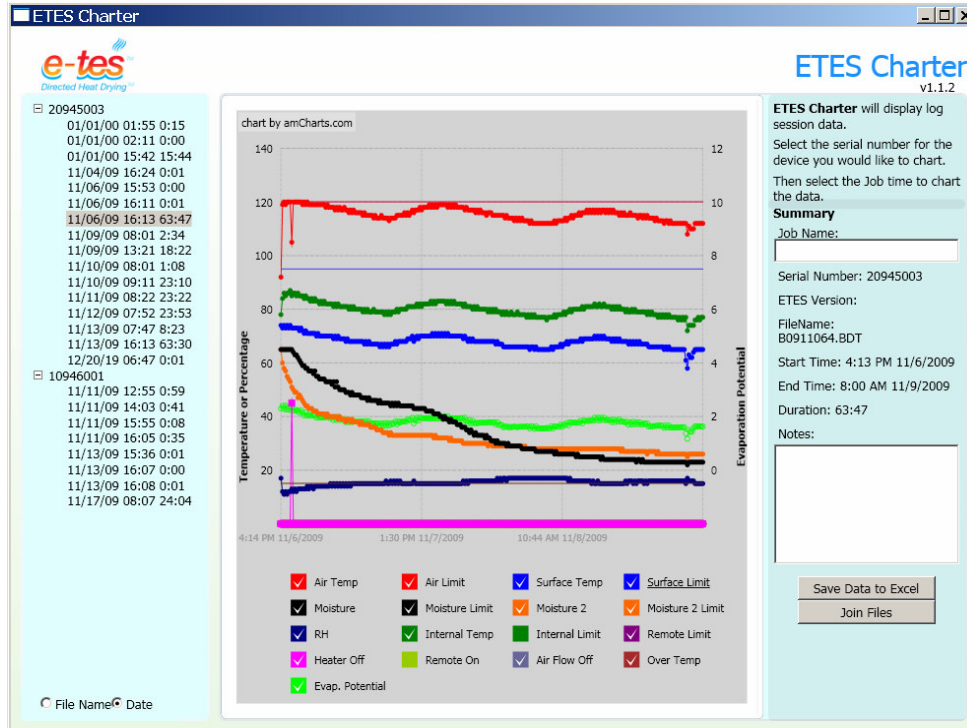 ETES Charter
e-tes
Directed Heat Drying
ETES Charter
v1.1.2
20945003
01/01/00 01:55 0:15
01/01/00 02:11 0:00
01/01/00 15:42 15:44
11/04/09 16:24 0:01
11/06/09 15:53 0:00
11/06/09 16:11 0:01
11/06/09 16:13 63:47
11/09/09 08:01 2:34
11/09/09 13:21 18:22
11/10/09 08:01 1:08
11/10/09 09:11 23:10
11/11/09 08:22 23:22
11/12/09 07:52 23:53
11/13/09 07:47 8:23
11/13/09 16:13 63:30
12/20/19 06:47 0:01
10946001
11/11/09 12:55 0:59
11/11/09 14:03 0:41
11/11/09 15:55 0:08
11/11/09 16:05 0:35
11/13/09 15:36 0:01
11/13/09 16:07 0:00
11/13/09 16:08 0:01
11/17/09 08:07 24:04
File Name Date
chart by amCharts.com
140 12
120 10
100 8
80 6
60 4
40 2
20 0
Temperature or Percentage
Evaporation Potential
4:14 PM 11/6/2009 1:30 PM 11/7/2009 10:44 AM 11/8/2009
Air Temp Air Limit Surface Temp Surface Limit
Moisture Moisture Limit Moisture 2 Moisture 2 Limit
RH Internal Temp Internal Limit Remote Limit
Heater Off Remote On Air Flow Off Over Temp
Evap. Potential
ETES Charter will display log
session data.
Select the serial number for the
device you would like to chart.
Then select the Job time to chart
the data.
Summary
Job Name:
Serial Number: 20945003
ETES Version:
FileName:
B0911064.BDT
Start Time: 4:13 PM 11/6/2009
End Time: 8:00 AM 11/9/2009
Duration: 63:47
Notes:
Save Data to Excel
Join Files